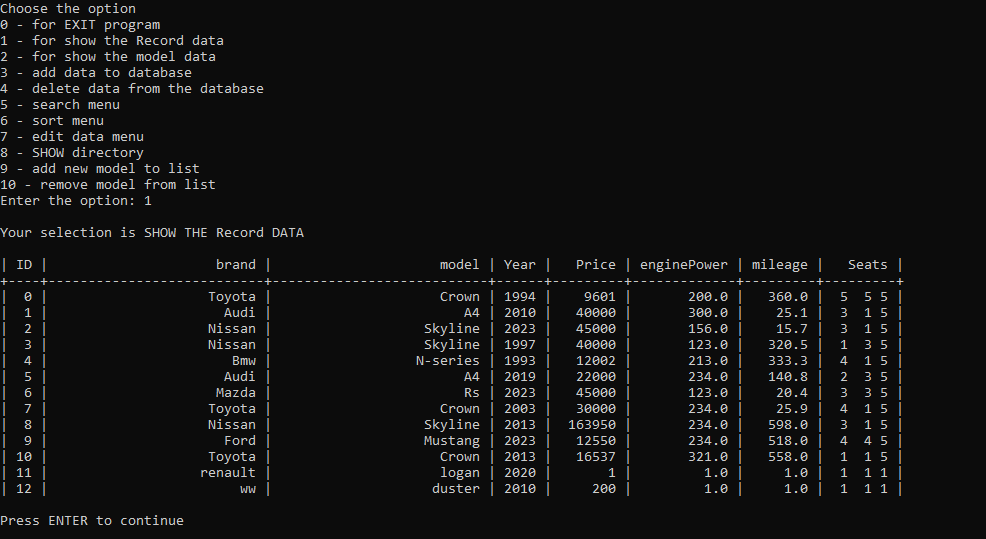 Choose the option
0 - for EXIT program
1 - for show the Record data
2 - for show the model data
3 - add data to database
4 - delete data from the database
5 - search menu
6 - sort menu
7 - edit data menu
8 - SHOW directory
9 - add new model to list
10 - remove model from list
Enter the option: 1

Your selection is SHOW THE Record DATA

| ID |                     brand |                     model | Year |   Price | enginePower | mileage |   Seats |
+----+---------------------------+---------------------------+------+---------+-------------+---------+---------+
|  0 |                    Toyota |                     Crown | 1994 |    9601 |       200.0 |   360.0 |  5  5 5 |
|  1 |                      Audi |                        A4 | 2010 |   40000 |       300.0 |    25.1 |  3  1 5 |
|  2 |                    Nissan |                   Skyline | 2023 |   45000 |       156.0 |    15.7 |  3  1 5 |
|  3 |                    Nissan |                   Skyline | 1997 |   40000 |       123.0 |   320.5 |  1  3 5 |
|  4 |                       Bmw |                  N-series | 1993 |   12002 |       213.0 |   333.3 |  4  1 5 |
|  5 |                      Audi |                        A4 | 2019 |   22000 |       234.0 |   140.8 |  2  3 5 |
|  6 |                     Mazda |                        Rs | 2023 |   45000 |       123.0 |    20.4 |  3  3 5 |
|  7 |                    Toyota |                     Crown | 2003 |   30000 |       234.0 |    25.9 |  4  1 5 |
|  8 |                    Nissan |                   Skyline | 2013 |  163950 |       234.0 |   598.0 |  3  1 5 |
|  9 |                      Ford |                   Mustang | 2023 |   12550 |       234.0 |   518.0 |  4  4 5 |
| 10 |                    Toyota |                     Crown | 2013 |   16537 |       321.0 |   558.0 |  1  1 5 |
| 11 |                   renault |                     logan | 2020 |       1 |         1.0 |     1.0 |  1  1 1 |
| 12 |                        ww |                    duster | 2010 |     200 |         1.0 |     1.0 |  1  1 1 |

Press ENTER to continue